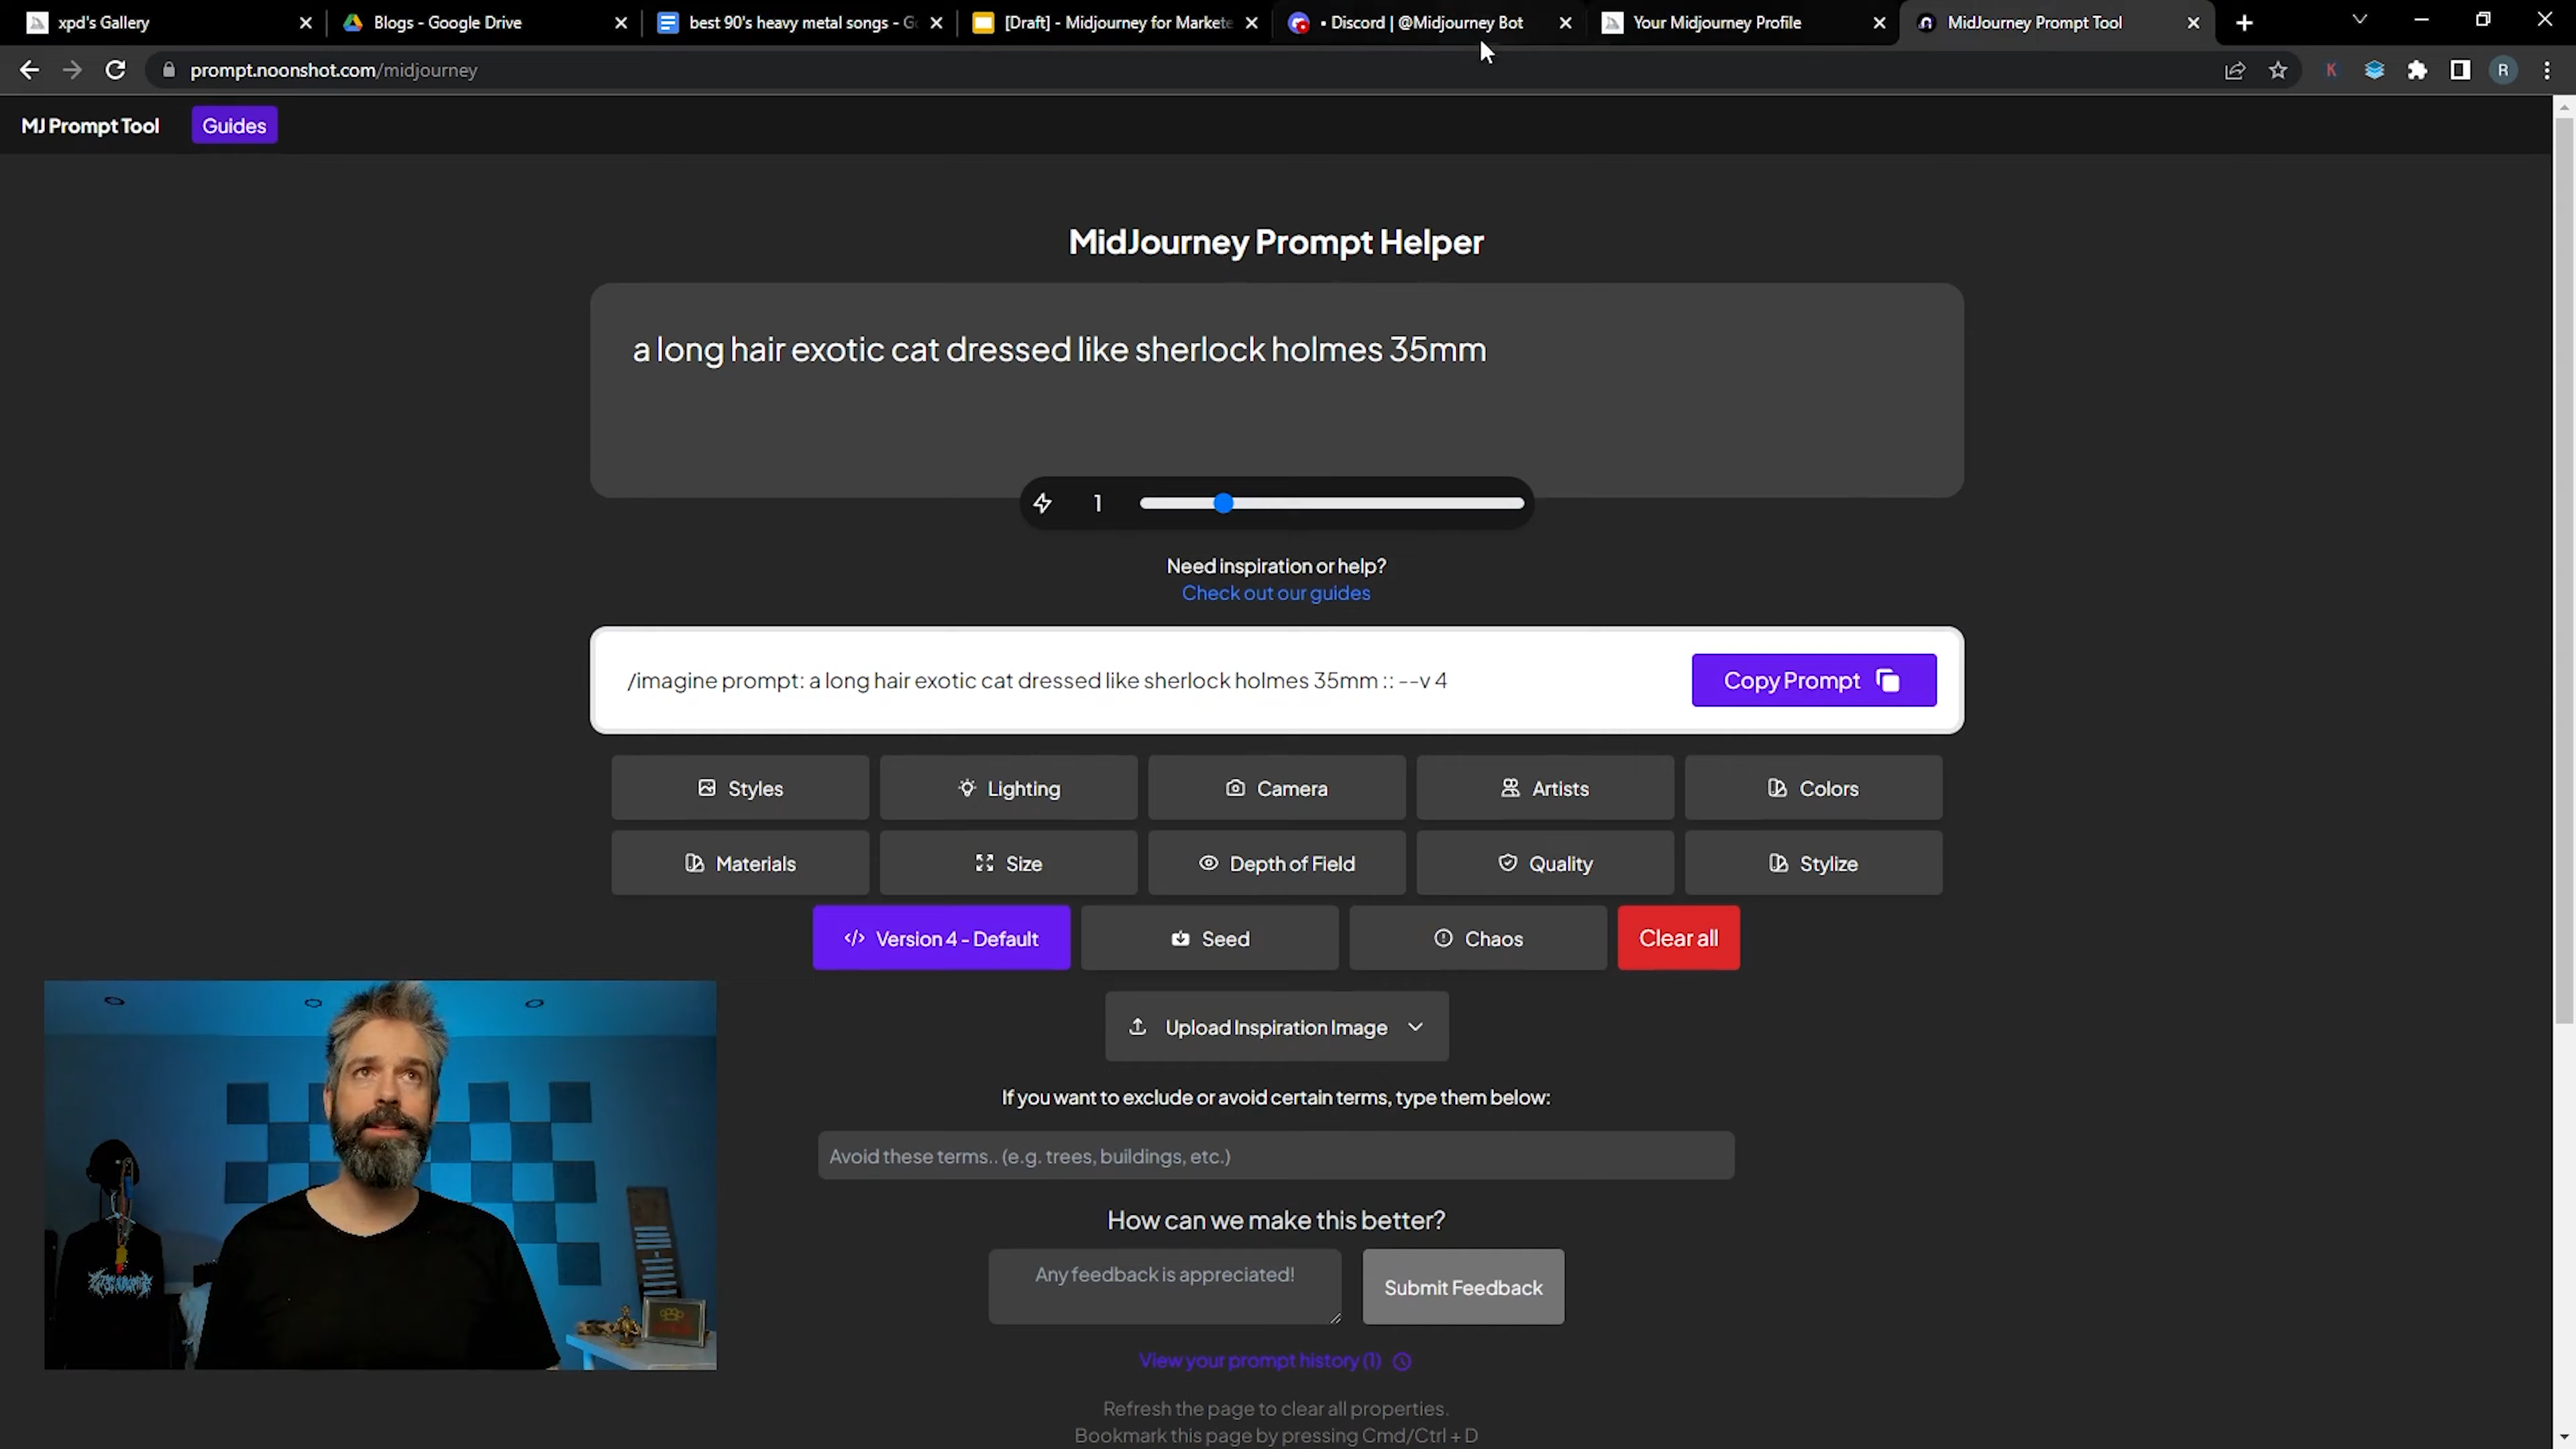 xpd's Gallery
Blogs - Google Drive
best 90's heavy metal songs - Go
[Draft] - Midjourney for Markete
• Discord | @Midjourney Bot
Your Midjourney Profile
MidJourney Prompt Tool
prompt.noonshot.com/midjourney
K
R
MJ Prompt Tool
Guides
MidJourney Prompt Helper
a long hair exotic cat dressed like sherlock holmes 35mm
1
Need inspiration or help?
Check out our guides
/imagine prompt: a long hair exotic cat dressed like sherlock holmes 35mm :: --v 4
Copy Prompt
Styles
Lighting
Camera
Artists
Colors
Materials
Size
Depth of Field
Quality
Stylize
</> Version 4 - Default
Seed
Chaos
Clear all
Upload Inspiration Image
If you want to exclude or avoid certain terms, type them below:
Avoid these terms.. (e.g. trees, buildings, etc.)
How can we make this better?
Any feedback is appreciated!
Submit Feedback
View your prompt history (1)
Refresh the page to clear all properties.
Bookmark this page by pressing Cmd/Ctrl + D